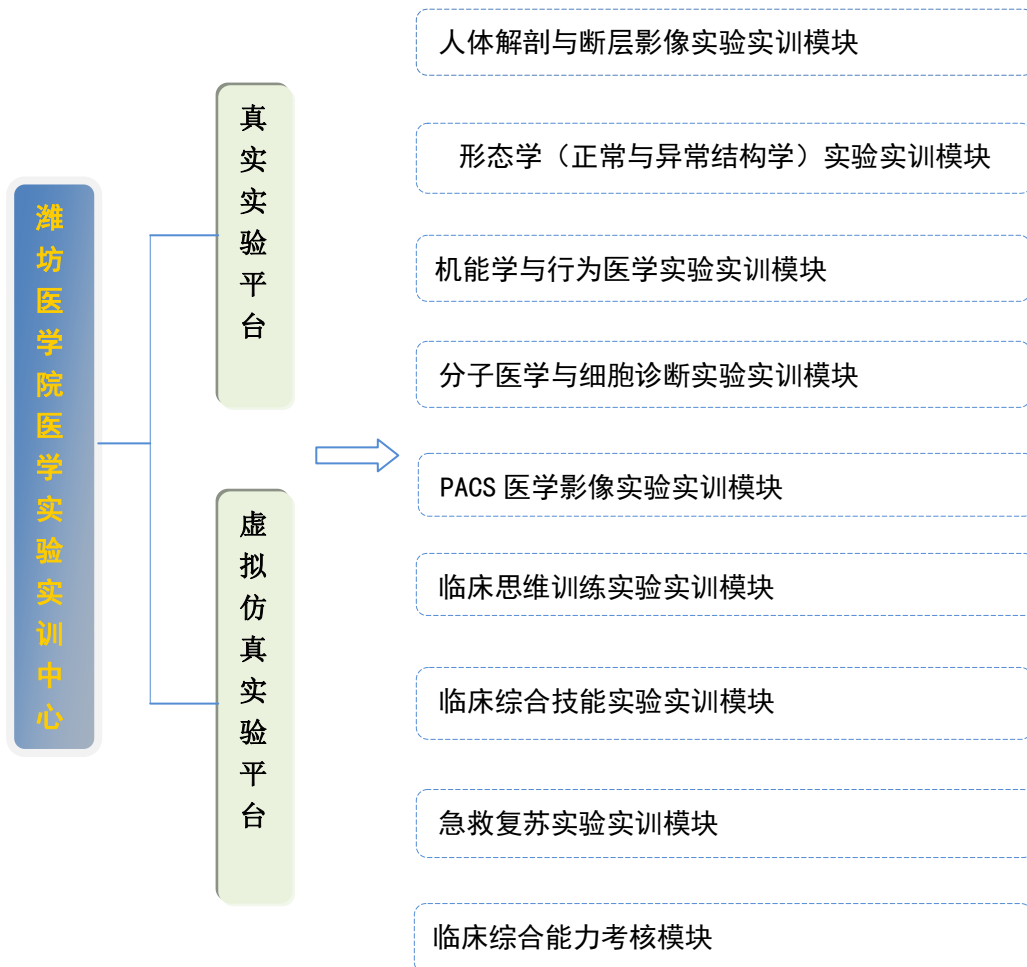 潍坊医学院医学实验实训中心
真实实验平台
虚拟仿真实验平台
人体解剖与断层影像实验实训模块
形态学（正常与异常结构学）实验实训模块
机能学与行为医学实验实训模块
分子医学与细胞诊断实验实训模块
PACS 医学影像实验实训模块
临床思维训练实验实训模块
临床综合技能实验实训模块
急救复苏实验实训模块
临床综合能力考核模块